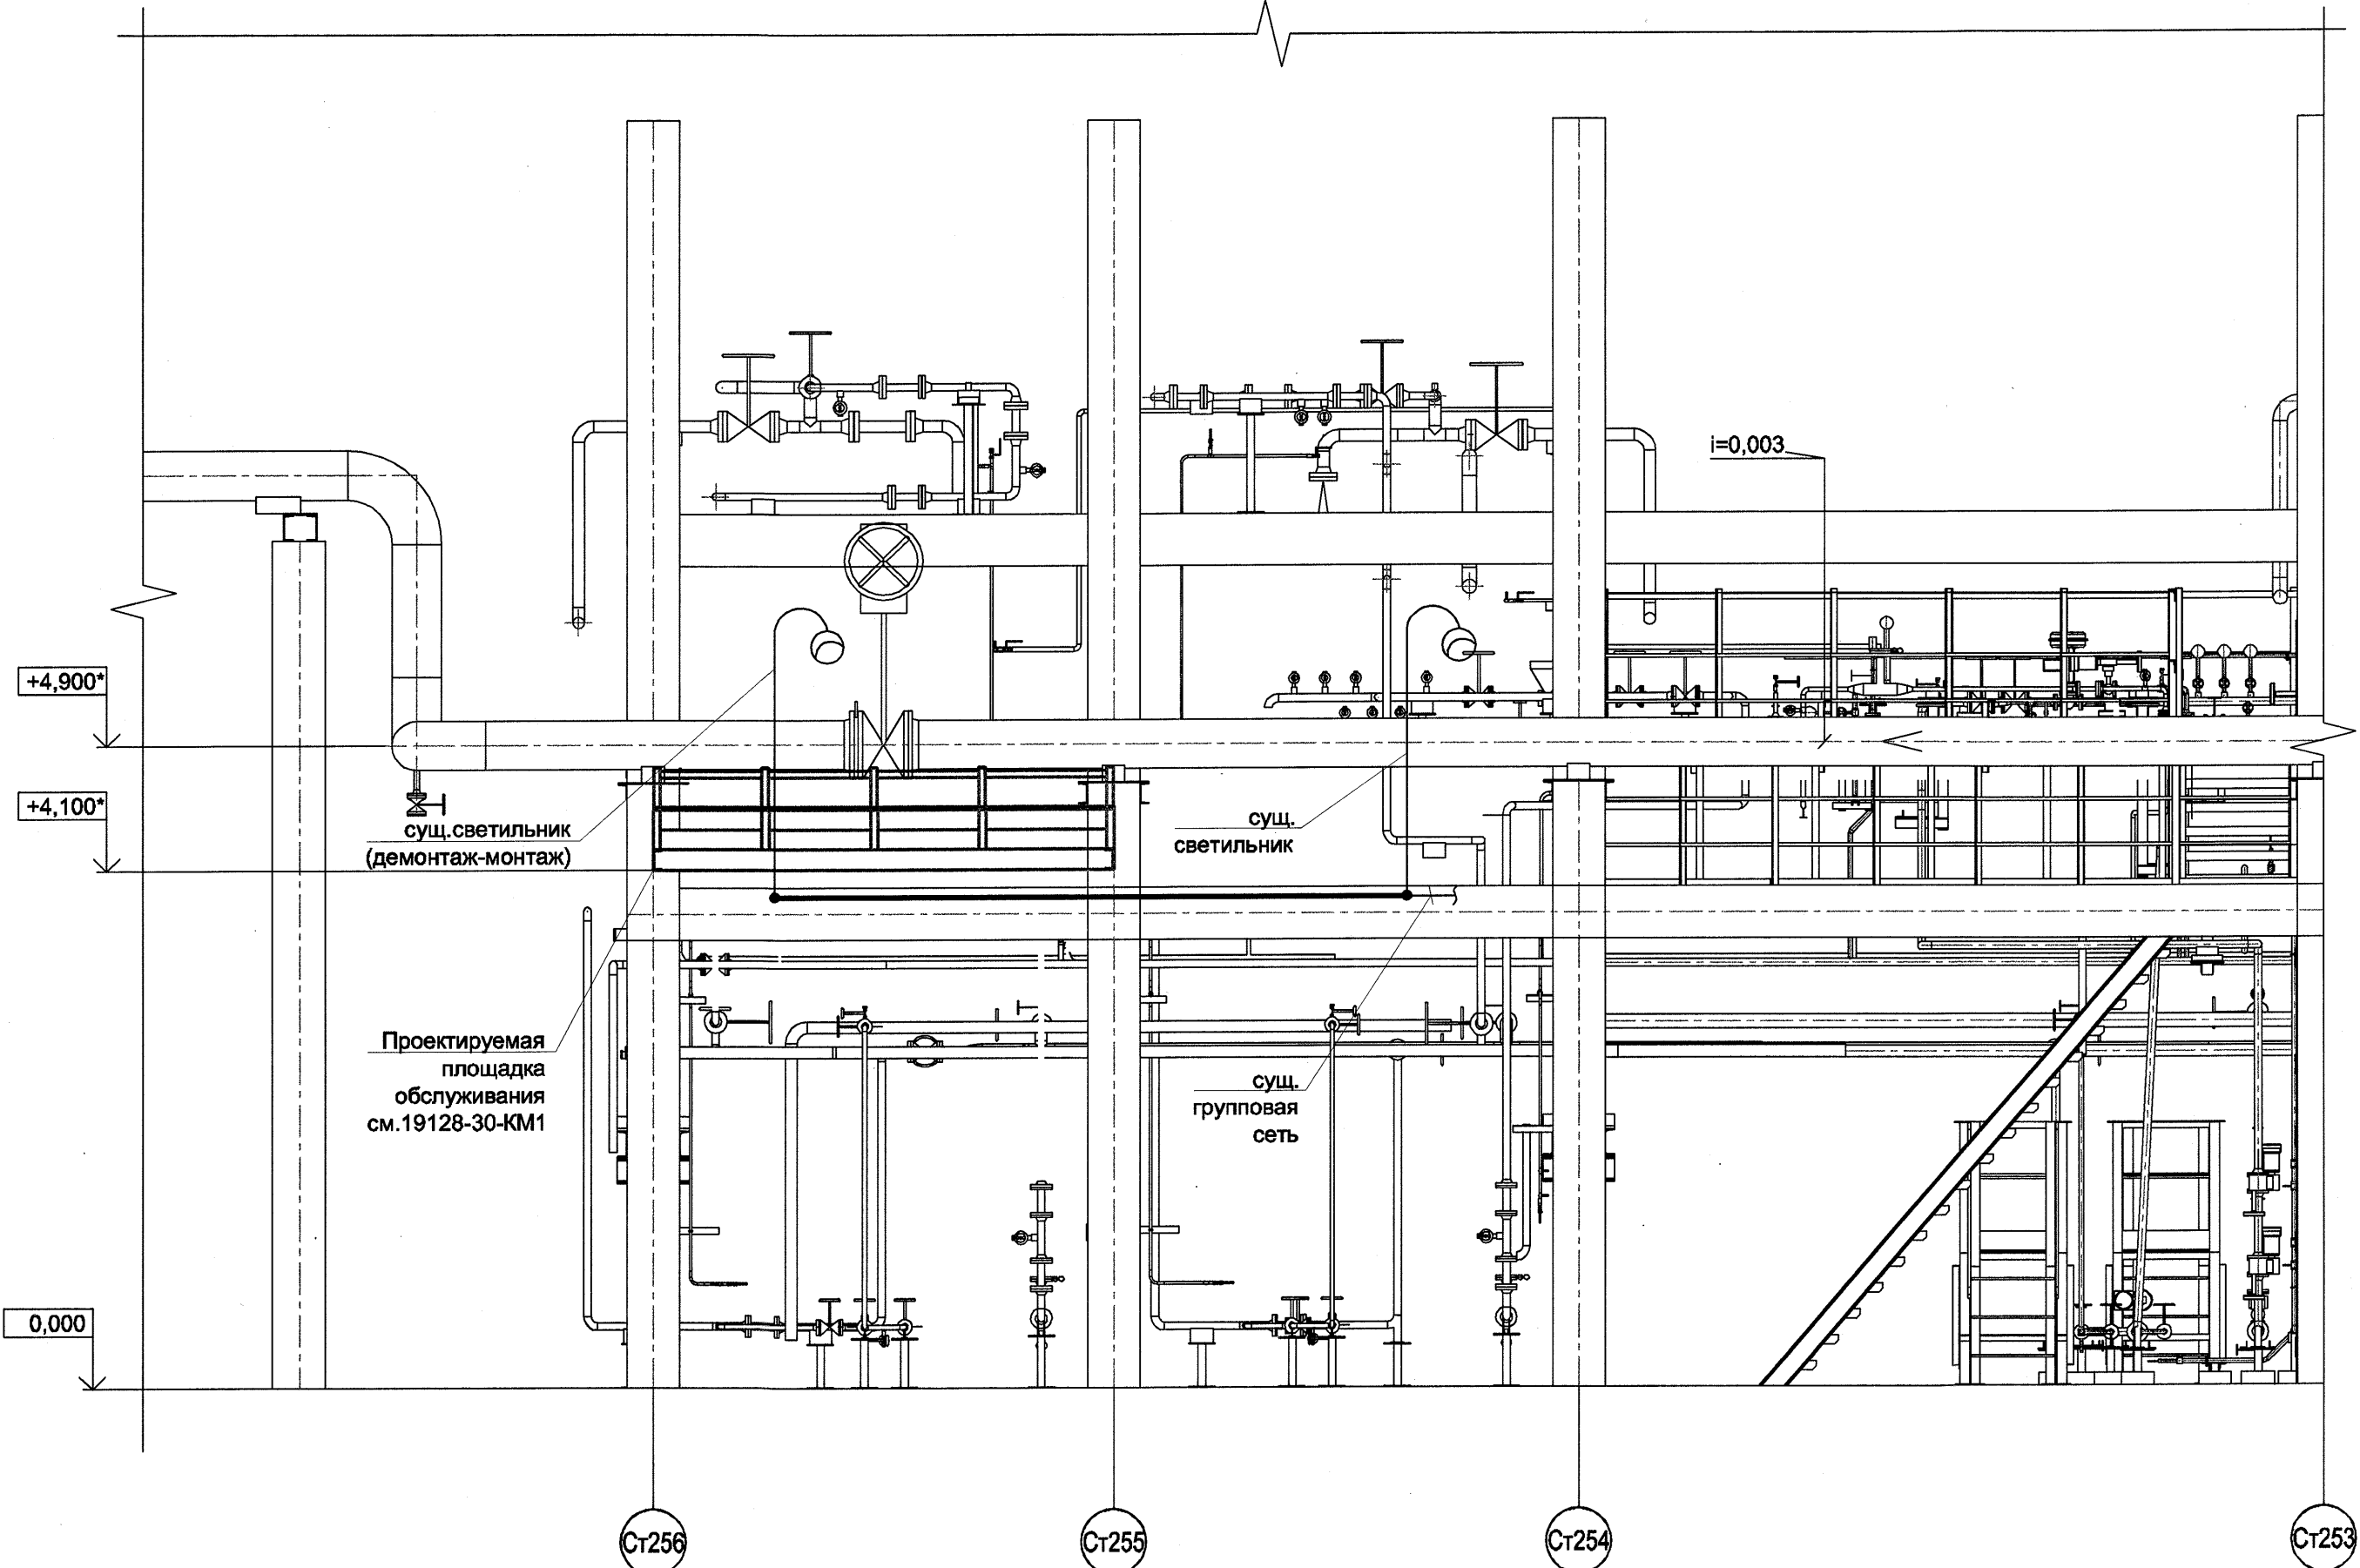 i=0,003
+4,900*
+4,100*
сущ.светильник
(демонтаж-монтаж)
сущ.
светильник
Проектируемая
площадка
обслуживания
см.19128-30-КМ1
сущ.
групповая
сеть
0,000
Ст256
Ст255
Ст254
Ст253